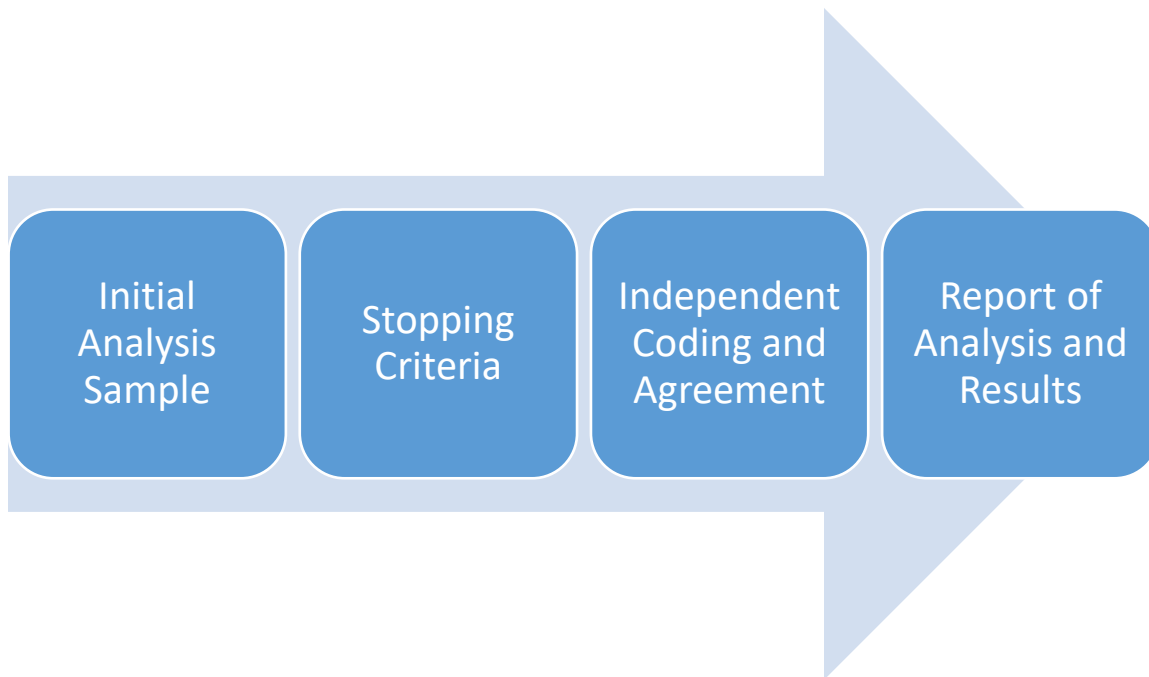 Initial
Analysis
Sample
Stopping
Criteria
Independent
Coding and
Agreement
Report of
Analysis and
Results